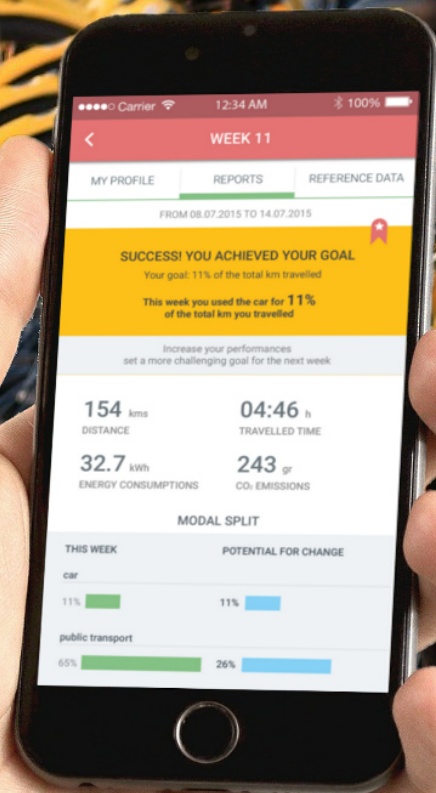 Carrier 12:34 AM 100%
WEEK 11
MY PROFILE REPORTS REFERENCE DATA
FROM 08.07.2015 TO 14.07.2015
SUCCESS! YOU ACHIEVED YOUR GOAL
Your goal: 11% of the total km travelled
This week you used the car for 11%
of the total km you travelled
Increase your performances
set a more challenging goal for the next week
154 kms 04:46 h
DISTANCE TRAVELLED TIME
32.7 kWh 243 gr
ENERGY CONSUMPTIONS CO₂ EMISSIONS
MODAL SPLIT
THIS WEEK POTENTIAL FOR CHANGE
car
11% 11%
public transport
65% 26%